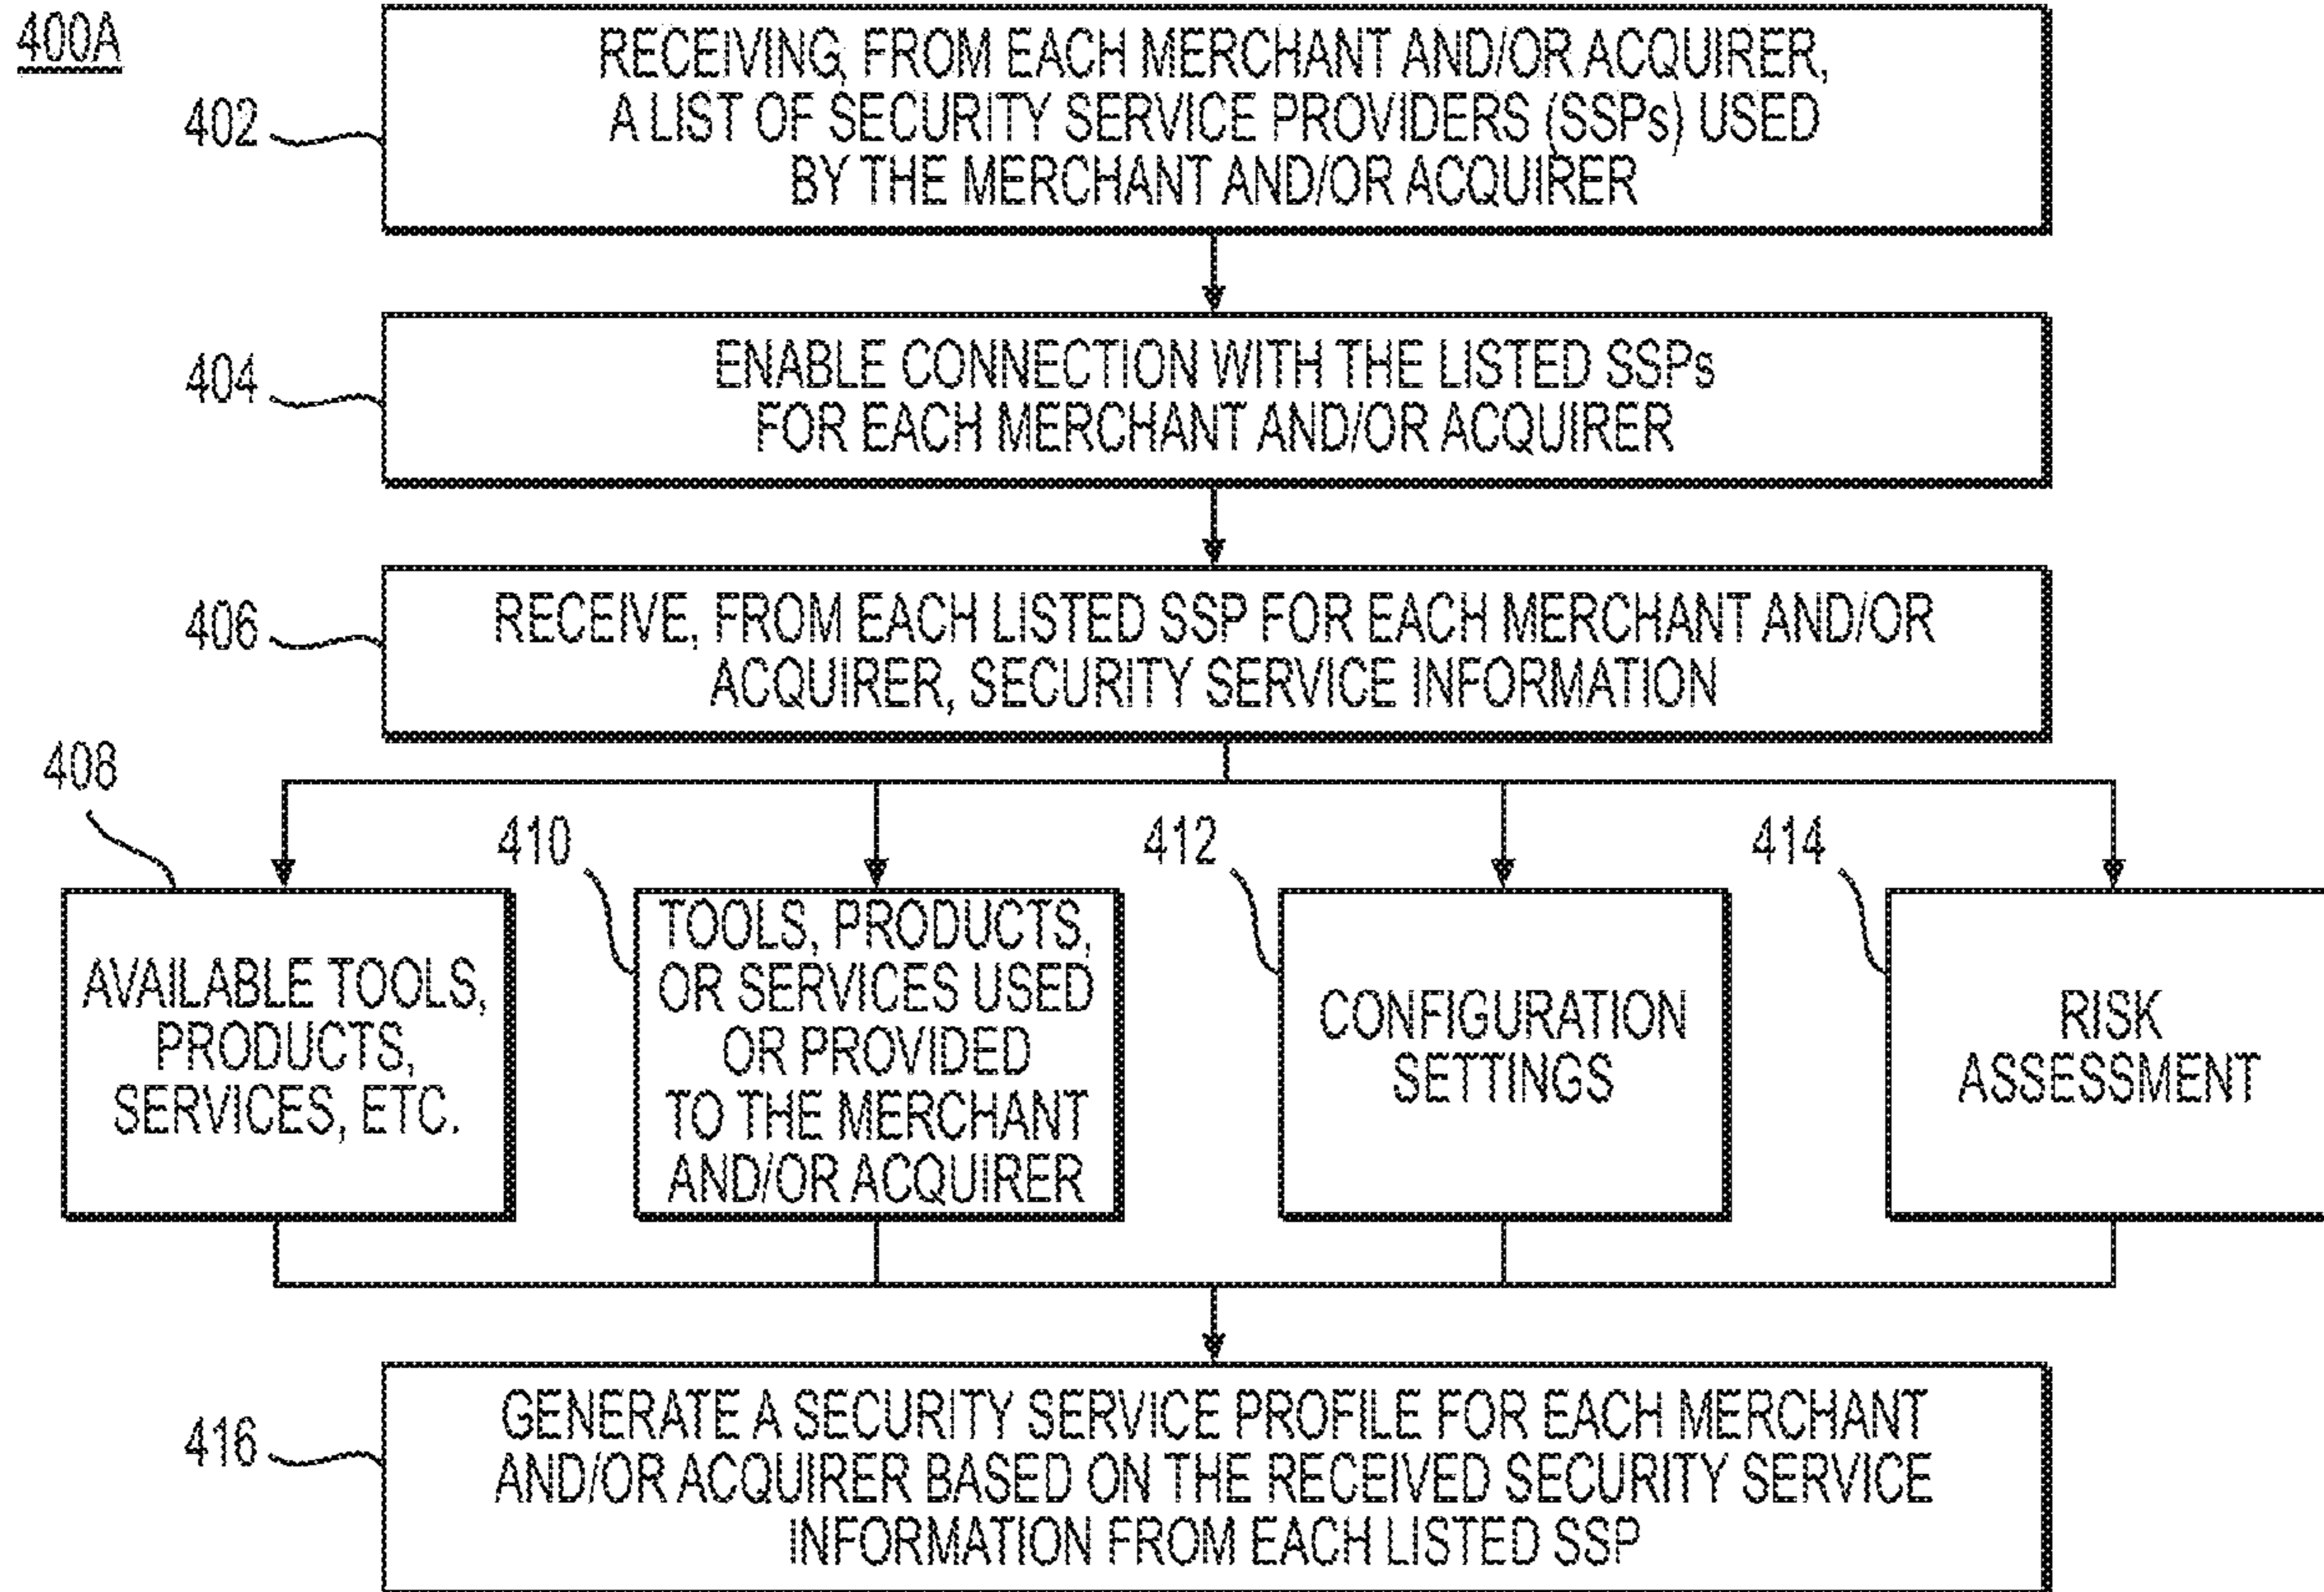 400A
402
RECEIVING, FROM EACH MERCHANT AND/OR ACQUIRER,
A LIST OF SECURITY SERVICE PROVIDERS (SSPs) USED
BY THE MERCHANT AND/OR ACQUIRER
404
ENABLE CONNECTION WITH THE LISTED SSPs
FOR EACH MERCHANT AND/OR ACQUIRER
406
RECEIVE, FROM EACH LISTED SSP FOR EACH MERCHANT AND/OR
ACQUIRER, SECURITY SERVICE INFORMATION
408
AVAILABLE TOOLS,
PRODUCTS,
SERVICES, ETC.
410
TOOLS, PRODUCTS,
OR SERVICES USED
OR PROVIDED
TO THE MERCHANT
AND/OR ACQUIRER
412
CONFIGURATION
SETTINGS
414
RISK
ASSESSMENT
416
GENERATE A SECURITY SERVICE PROFILE FOR EACH MERCHANT
AND/OR ACQUIRER BASED ON THE RECEIVED SECURITY SERVICE
INFORMATION FROM EACH LISTED SSP